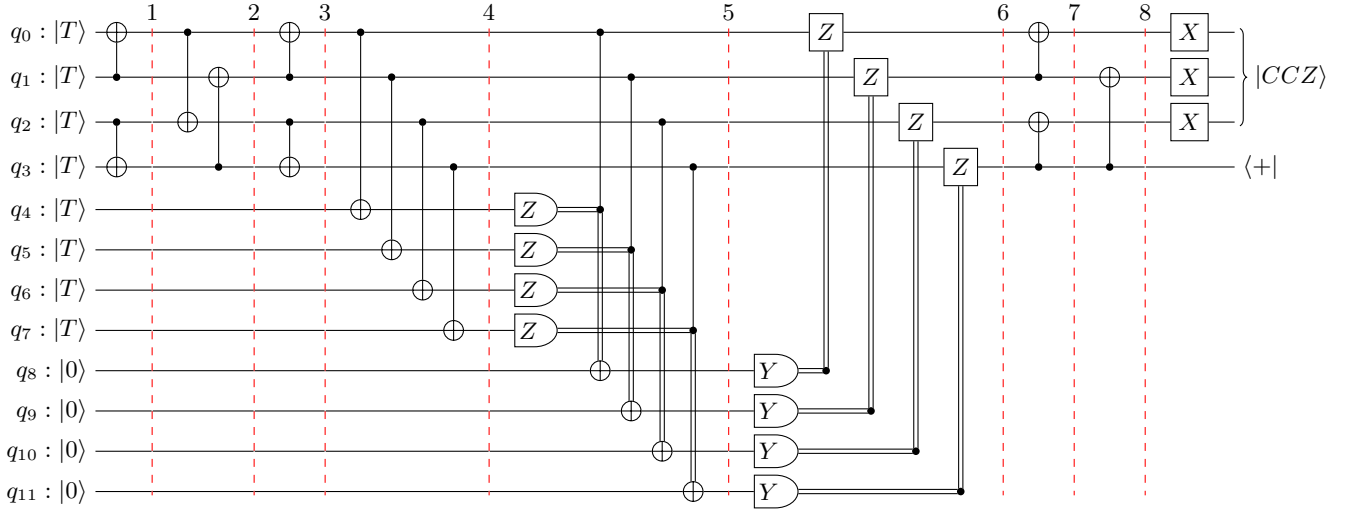 1 2 3 4 5 6 7 8
q₀ : |T⟩ Z X
q₁ : |T⟩ Z X |CCZ⟩
q₂ : |T⟩ Z X
q₃ : |T⟩ Z ⟨+|
q₄ : |T⟩ Z
q₅ : |T⟩ Z
q₆ : |T⟩ Z
q₇ : |T⟩ Z
q₈ : |0⟩ Y
q₉ : |0⟩ Y
q₁₀ : |0⟩ Y
q₁₁ : |0⟩ Y